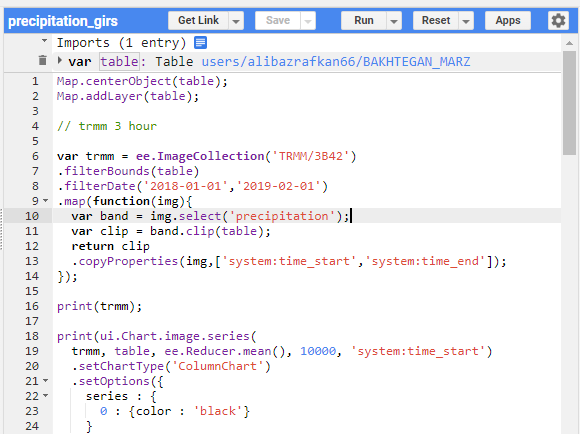 precipitation_girs
Get Link Save Run Reset Apps
Imports (1 entry)
var table: Table users/alibazrafkan66/BAKHTEGAN_MARZ
1 Map.centerObject(table);
2 Map.addLayer(table);
3
4 // trmm 3 hour
5
6 var trmm = ee.ImageCollection('TRMM/3B42')
7 .filterBounds(table)
8 .filterDate('2018-01-01','2019-02-01')
9 .map(function(img){
10 var band = img.select('precipitation');
11 var clip = band.clip(table);
12 return clip
13 .copyProperties(img,['system:time_start','system:time_end']);
14 });
15
16 print(trmm);
17
18 print(ui.Chart.image.series(
19 trmm, table, ee.Reducer.mean(), 10000, 'system:time_start')
20 .setChartType('ColumnChart')
21 .setOptions({
22 series : {
23 0 : {color : 'black'}
24 }